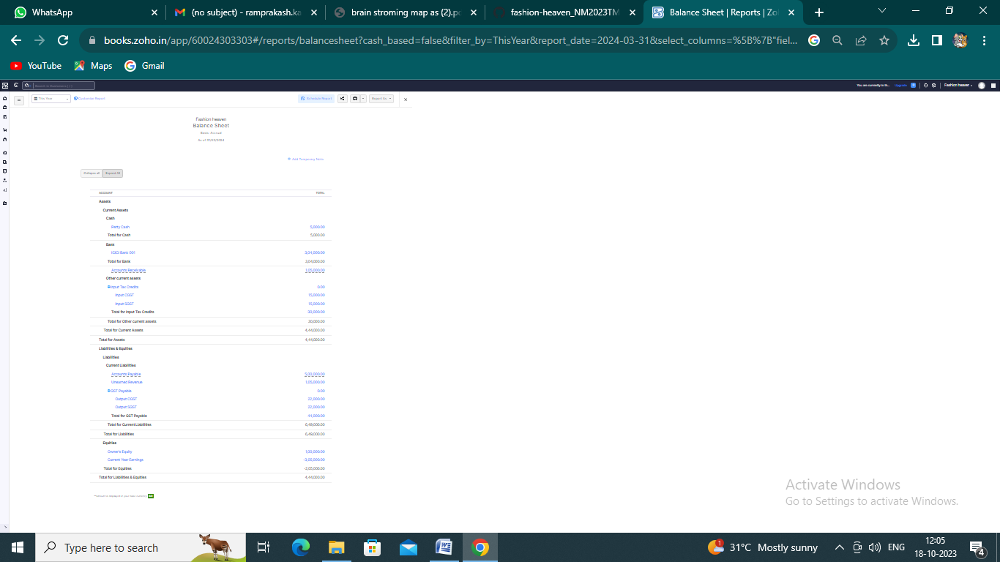 WhatsApp
(no subject) - ramprakash.ka
brain stroming map as (2).p
fashion-heaven_NM2023TM
Balance Sheet | Reports | Zo
books.zoho.in/app/60024303303#/reports/balancesheet?cash_based=false&filter_by=ThisYear&report_date=2024-03-31&select_columns=%5B%7B"fiel...
YouTube
Maps
Gmail
You are currently in th... Upgrade
Fashion heaven
This Year
Customize Report
Schedule Report
Export As
Fashion heaven
Balance Sheet
Basis: Accrual
As of 31/03/2024
Add Temporary Note
Collapse all
Expand All
ACCOUNT TOTAL
Assets
Current Assets
Cash
Petty Cash 5,000.00
Total for Cash 5,000.00
Bank
ICICI Bank 001 3,04,000.00
Total for Bank 3,04,000.00
Accounts Receivable 1,05,000.00
Other current assets
Input Tax Credits 0.00
Input CGST 15,000.00
Input SGST 15,000.00
Total for Input Tax Credits 30,000.00
Total for Other current assets 30,000.00
Total for Current Assets 4,44,000.00
Total for Assets 4,44,000.00
Liabilities & Equities
Liabilities
Current Liabilities
Accounts Payable 5,00,000.00
Unearned Revenue 1,05,000.00
GST Payable 0.00
Output CGST 22,000.00
Output SGST 22,000.00
Total for GST Payable 44,000.00
Total for Current Liabilities 6,49,000.00
Total for Liabilities 6,49,000.00
Equities
Owner's Equity 1,00,000.00
Current Year Earnings -3,05,000.00
Total for Equities -2,05,000.00
Total for Liabilities & Equities 4,44,000.00
**Amount is displayed in your base currency INR
Activate Windows
Go to Settings to activate Windows.
Type here to search
1
31°C Mostly sunny
ENG
12:05
18-10-2023
4